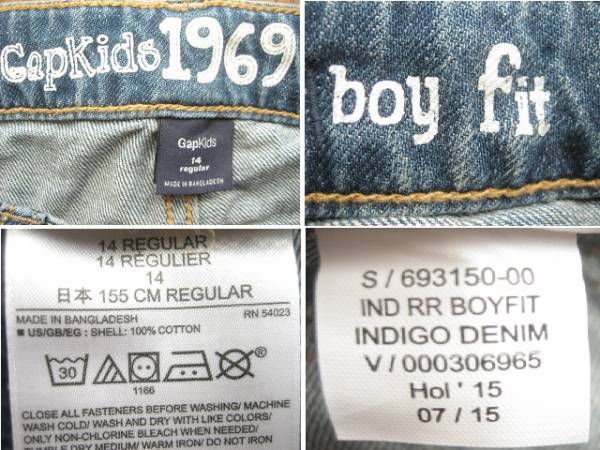 GapKids 1969
GapKids
14
regular
MADE IN BANGLADESH
boy fit
14 REGULAR
14 RÉGULIER
14
日本 155 CM REGULAR
MADE IN BANGLADESH RN 54023
■ US/GB/EG : SHELL: 100% COTTON
30
1166
CLOSE ALL FASTENERS BEFORE WASHING/ MACHINE
WASH COLD/ WASH AND DRY WITH LIKE COLORS/
ONLY NON-CHLORINE BLEACH WHEN NEEDED/
TUMBLE DRY MEDIUM/ WARM IRON/ DO NOT IRON
S / 693150-00
IND RR BOYFIT
INDIGO DENIM
V / 000306965
Hol ' 15
07 / 15